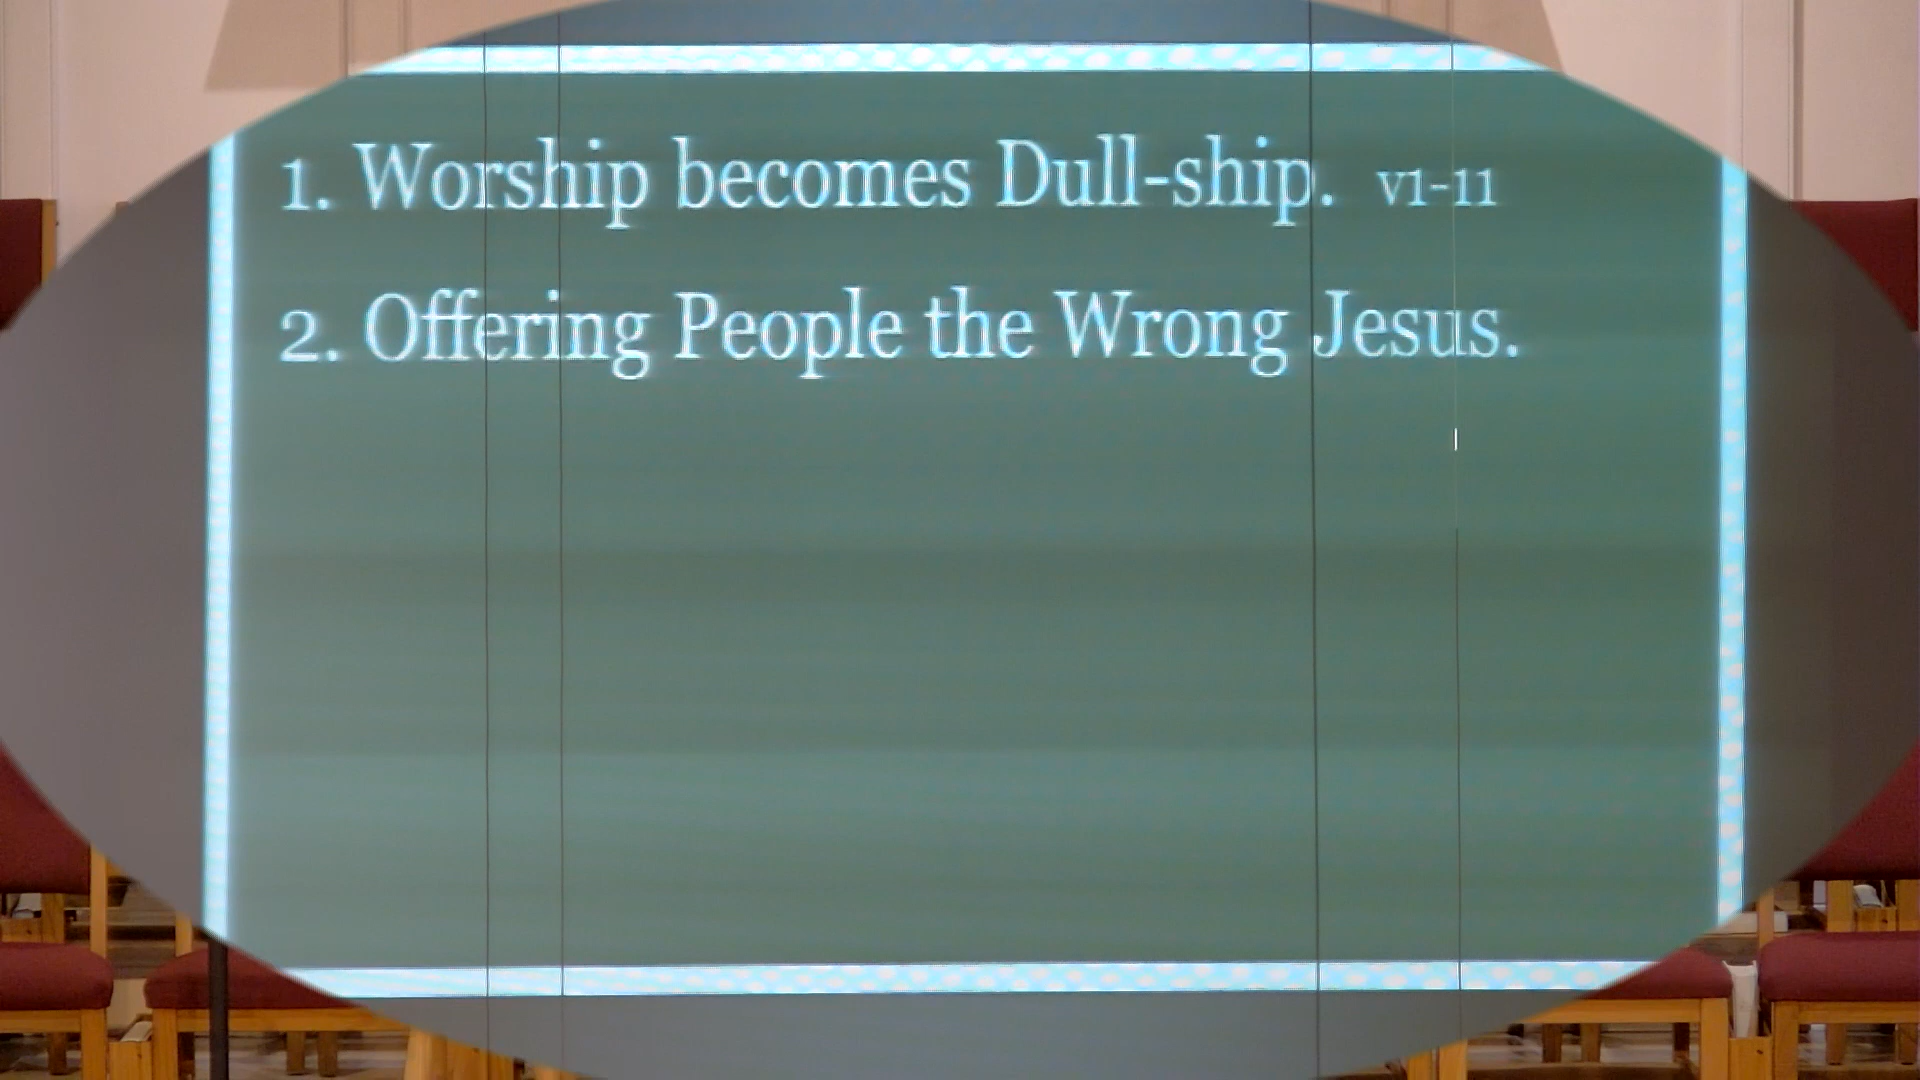 1. Worship becomes Dull-ship. v1-11
2. Offering People the Wrong Jesus.